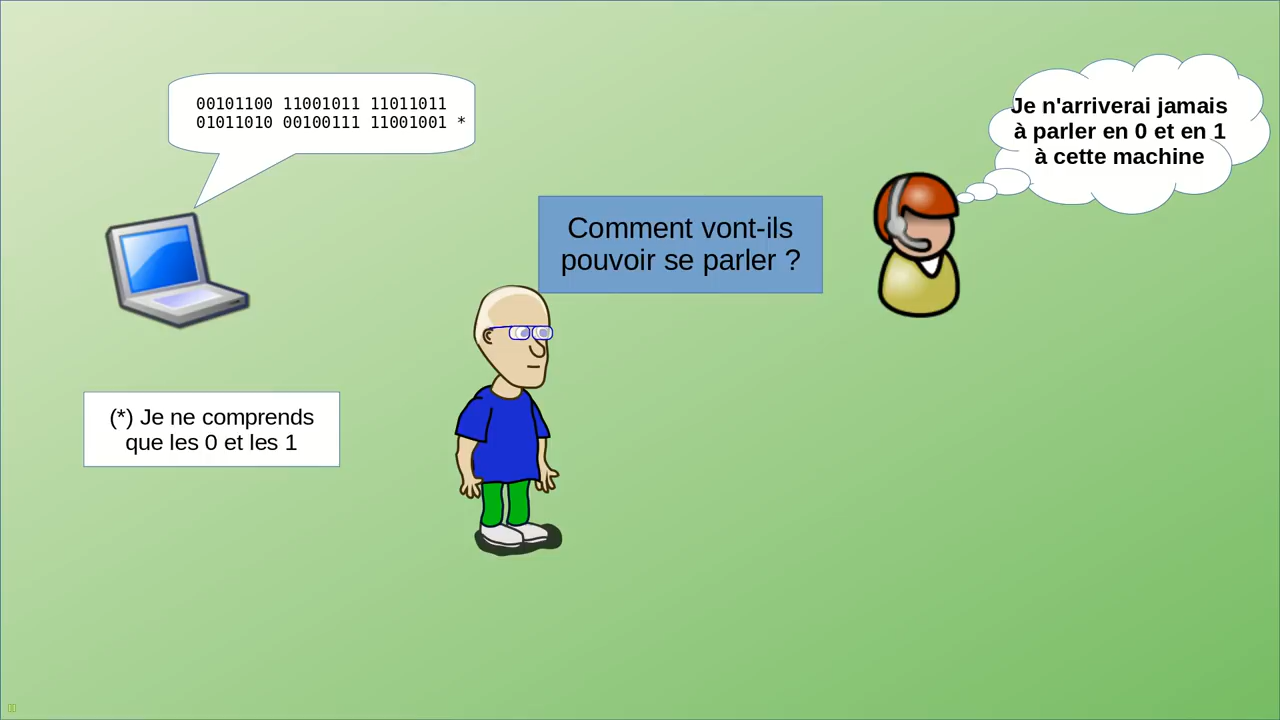 00101100 11001011 11011011
01011010 00100111 11001001 *
Je n'arriverai jamais
à parler en 0 et en 1
à cette machine
Comment vont-ils
pouvoir se parler ?
(*) Je ne comprends
que les 0 et les 1